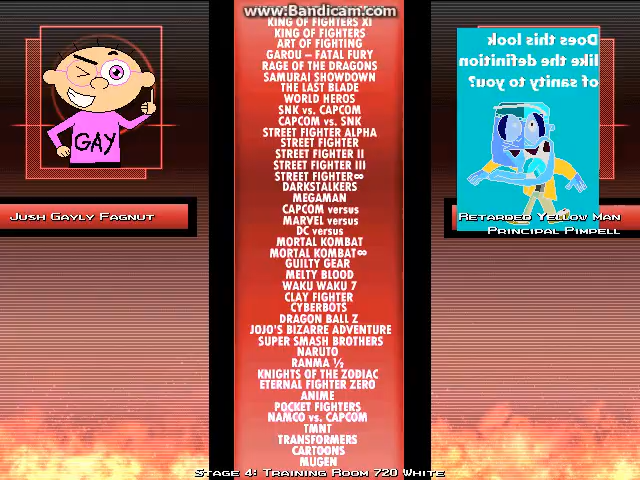 www.Bandicam.com
KING OF FIGHTERS XI
KING OF FIGHTERS
ART OF FIGHTING
GAROU - FATAL FURY
RAGE OF THE DRAGONS
SAMURAI SHOWDOWN
THE LAST BLADE
WORLD HEROS
SNK vs. CAPCOM
CAPCOM vs. SNK
STREET FIGHTER ALPHA
STREET FIGHTER
STREET FIGHTER II
STREET FIGHTER III
STREET FIGHTER∞
DARKSTALKERS
MEGAMAN
CAPCOM versus
MARVEL versus
DC versus
MORTAL KOMBAT
MORTAL KOMBAT∞
GUILTY GEAR
MELTY BLOOD
WAKU WAKU 7
CLAY FIGHTER
CYBERBOTS
DRAGON BALL Z
JOJO'S BIZARRE ADVENTURE
SUPER SMASH BROTHERS
NARUTO
RANMA ½
KNIGHTS OF THE ZODIAC
ETERNAL FIGHTER ZERO
ANIME
POCKET FIGHTERS
NAMCO vs. CAPCOM
TMNT
TRANSFORMERS
CARTOONS
MUGEN
GAY
Jush Gayly Fagnut
Does this look
like the definition
of sanity to you?
Retarded Yellow Man
Principal Pimpell
Stage 4: Training Room 720 White